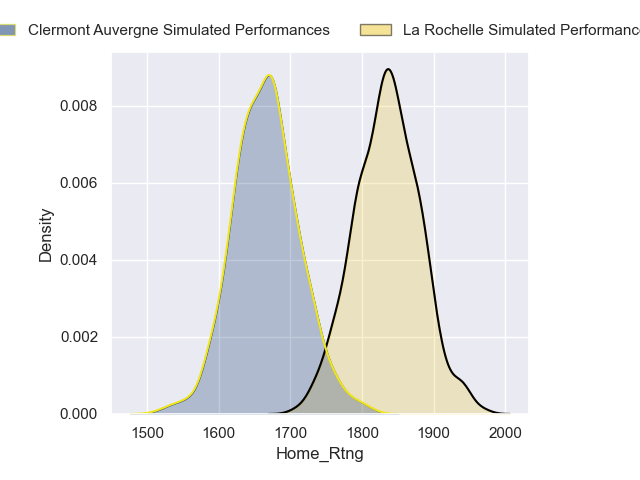 Clermont Auvergne Simulated Performances La Rochelle Simulated Performanc
0.008
0.006
0.004
0.002
0.000
Density
1500 1600 1700 1800 1900 2000
Home_Rtng